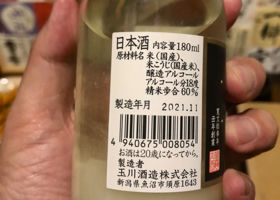 日本酒 内容量180ml
原材料名 米(国産)、
米こうじ(国産米)、
醸造アルコール
アルコール分18度
精米歩合 60%
製造年月 2021.11
4 940675 008054
お酒は20歳になってから。
製造者
玉川酒造株式会社
新潟県魚沼市須原1643